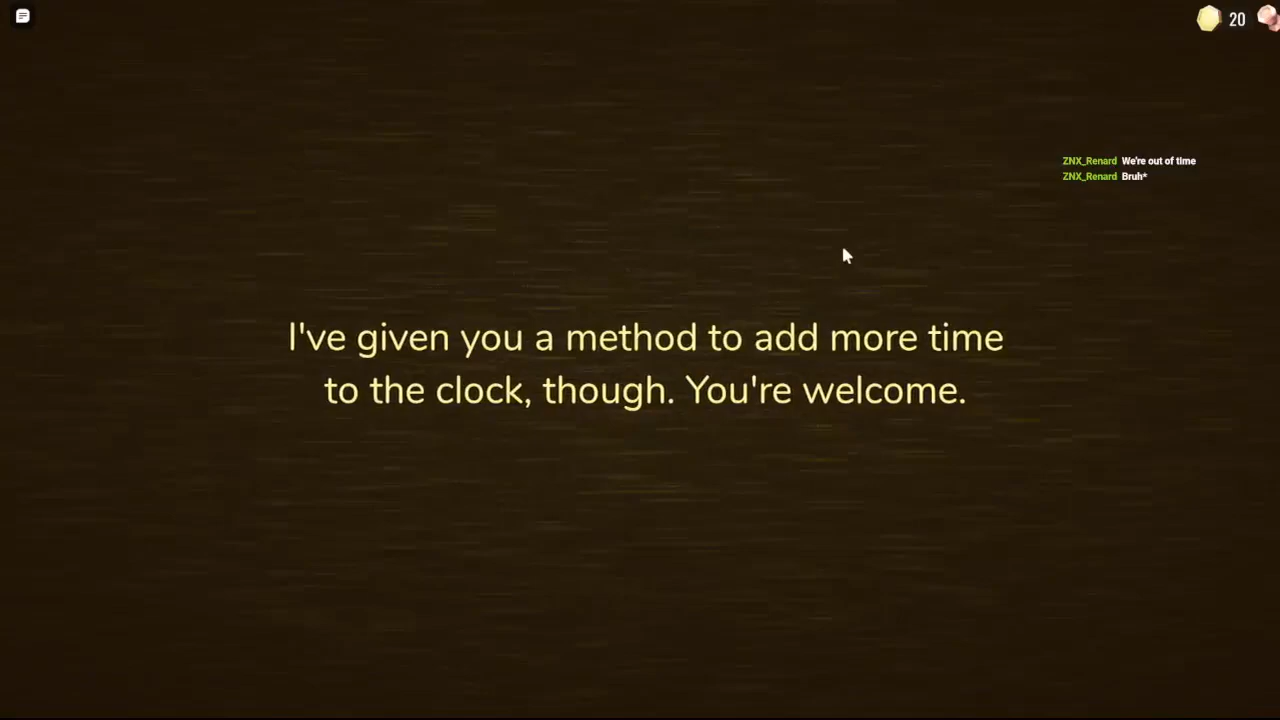 20
ZNX_Renard We're out of time
ZNX_Renard Bruh*
I've given you a method to add more time
to the clock, though. You're welcome.